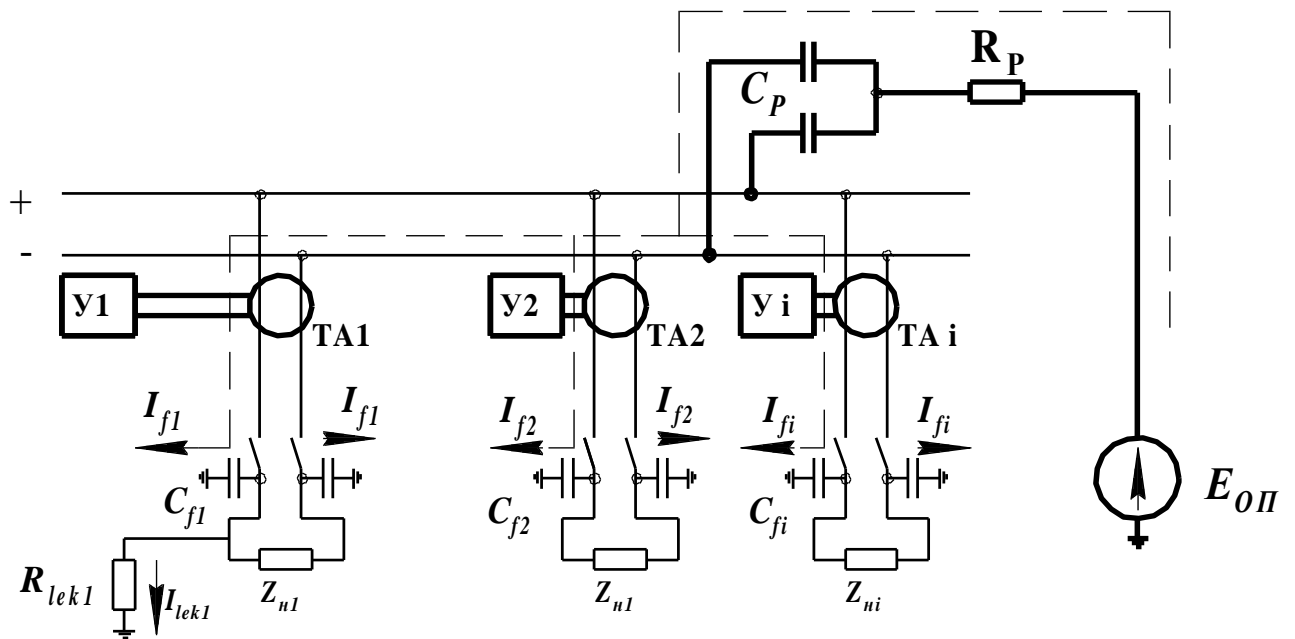 R_P
C_P
+
-
У1
У2
У i
TA1
TA2
TA i
I_f1
I_f1
I_f2
I_f2
I_fi
I_fi
C_f1
C_f2
C_fi
E_ОП
R_lek1
I_lek1
Z_н1
Z_н1
Z_нi